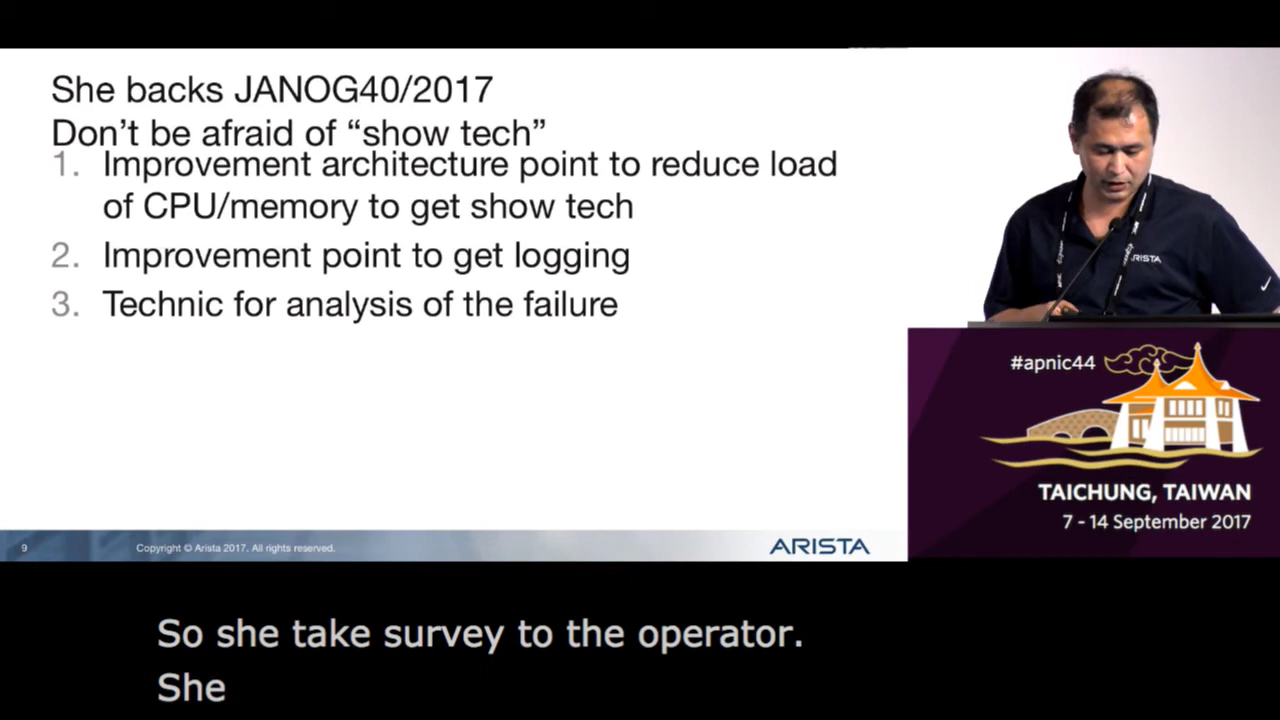 She backs JANOG40/2017
Don't be afraid of “show tech”
1. Improvement architecture point to reduce load
of CPU/memory to get show tech
2. Improvement point to get logging
3. Technic for analysis of the failure
9
Copyright © Arista 2017. All rights reserved.
ARISTA
ARISTA
#apnic44
TAICHUNG, TAIWAN
7 - 14 September 2017
So she take survey to the operator.
She